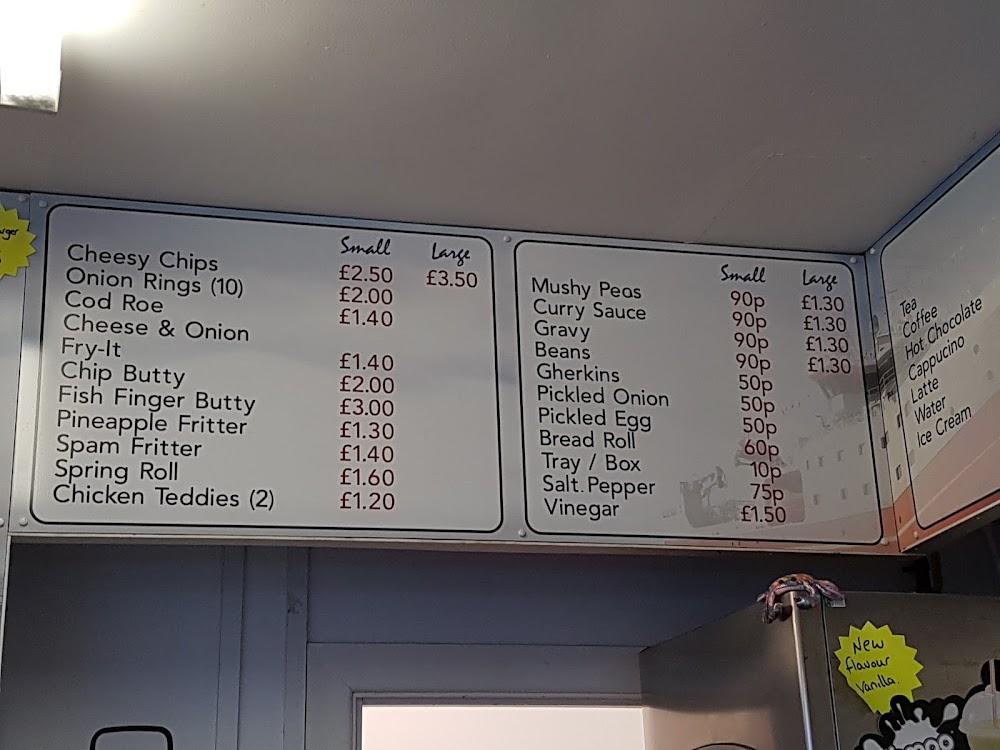 Small Large
Cheesy Chips £2.50 £3.50
Onion Rings (10) £2.00
Cod Roe £1.40
Cheese & Onion
Fry-It £1.40
Chip Butty £2.00
Fish Finger Butty £3.00
Pineapple Fritter £1.30
Spam Fritter £1.40
Spring Roll £1.60
Chicken Teddies (2) £1.20
Small Large
Mushy Peas 90p £1.30
Curry Sauce 90p £1.30
Gravy 90p £1.30
Beans 90p £1.30
Gherkins 50p
Pickled Onion 50p
Pickled Egg 50p
Bread Roll 60p
Tray / Box 10p
Salt. Pepper 75p
Vinegar £1.50
Tea
Coffee
Hot Chocolate
Cappucino
Latte
Water
Ice Cream
New
flavour
Vanilla.